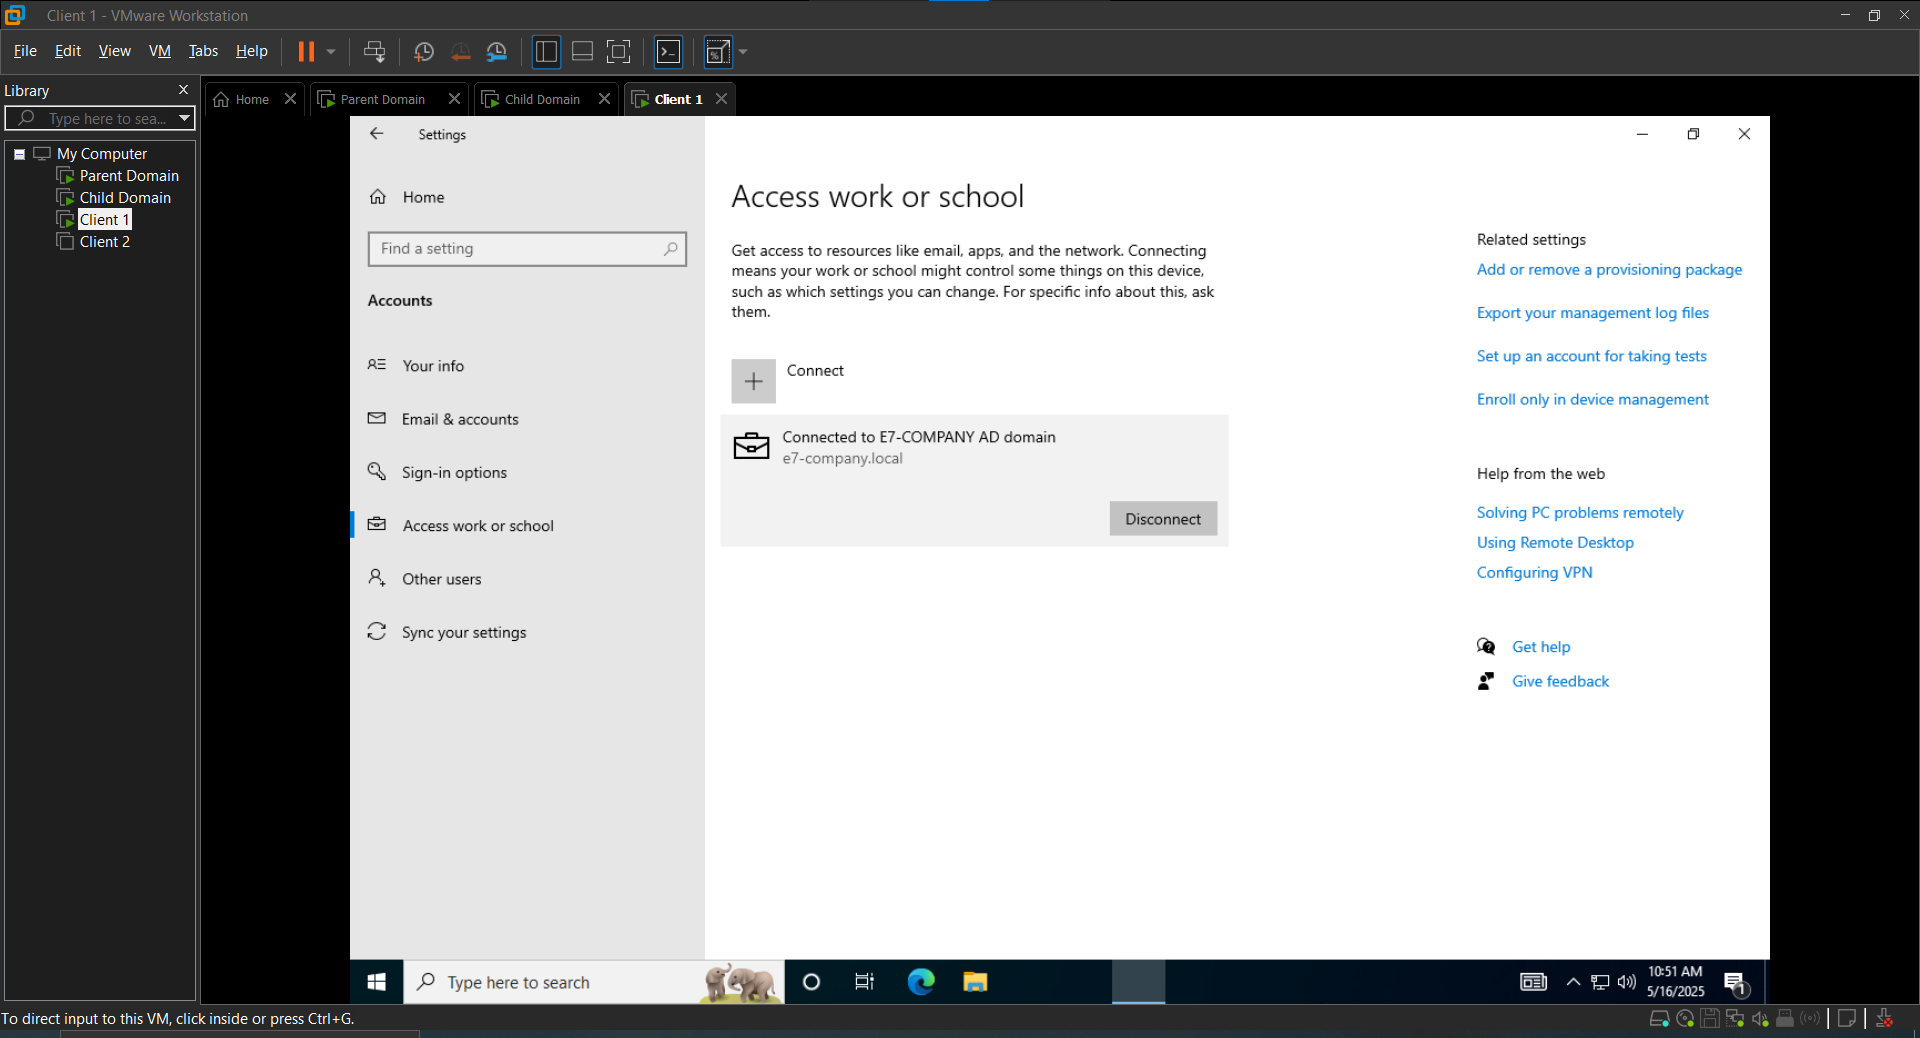 Client 1 - VMware Workstation
File Edit View VM Tabs Help
Library
Type here to sea...
My Computer
Parent Domain
Child Domain
Client 1
Client 2
Home
Parent Domain
Child Domain
Client 1
Settings
Home
Find a setting
Accounts
Your info
Email & accounts
Sign-in options
Access work or school
Other users
Sync your settings
Access work or school
Get access to resources like email, apps, and the network. Connecting
means your work or school might control some things on this device,
such as which settings you can change. For specific info about this, ask
them.
Connect
Connected to E7-COMPANY AD domain
e7-company.local
Disconnect
Related settings
Add or remove a provisioning package
Export your management log files
Set up an account for taking tests
Enroll only in device management
Help from the web
Solving PC problems remotely
Using Remote Desktop
Configuring VPN
Get help
Give feedback
Type here to search
10:51 AM
5/16/2025
1
To direct input to this VM, click inside or press Ctrl+G.